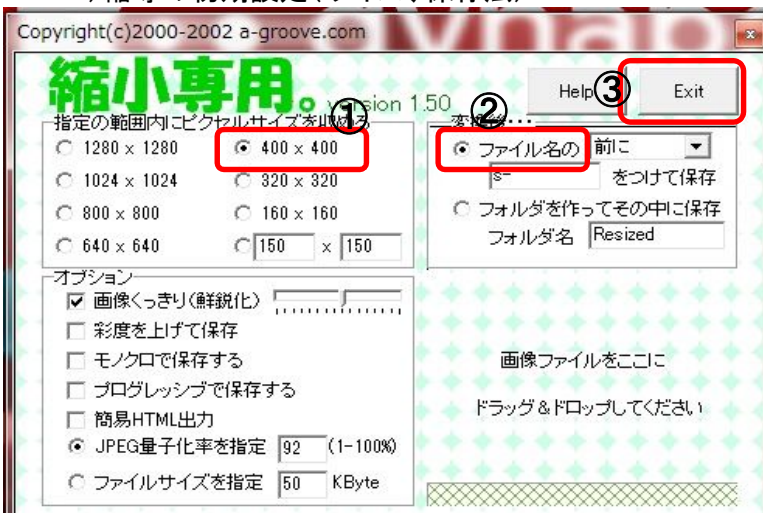 Copyright(c)2000-2002 a-groove.com
縮小専用。version 1.50
Help
③
Exit
指定の範囲内にピクセルサイズを収める
①
1280 x 1280
400 x 400
1024 x 1024
320 x 320
800 x 800
160 x 160
640 x 640
150 x 150
変換後・・・
②
ファイル名の 前に
s- をつけて保存
フォルダを作ってその中に保存
フォルダ名 Resized
オプション
画像くっきり(鮮鋭化)
彩度を上げて保存
モノクロで保存する
プログレッシブで保存する
簡易HTML出力
JPEG量子化率を指定 92 (1-100%)
ファイルサイズを指定 50 KByte
画像ファイルをここに
ドラッグ&ドロップしてください